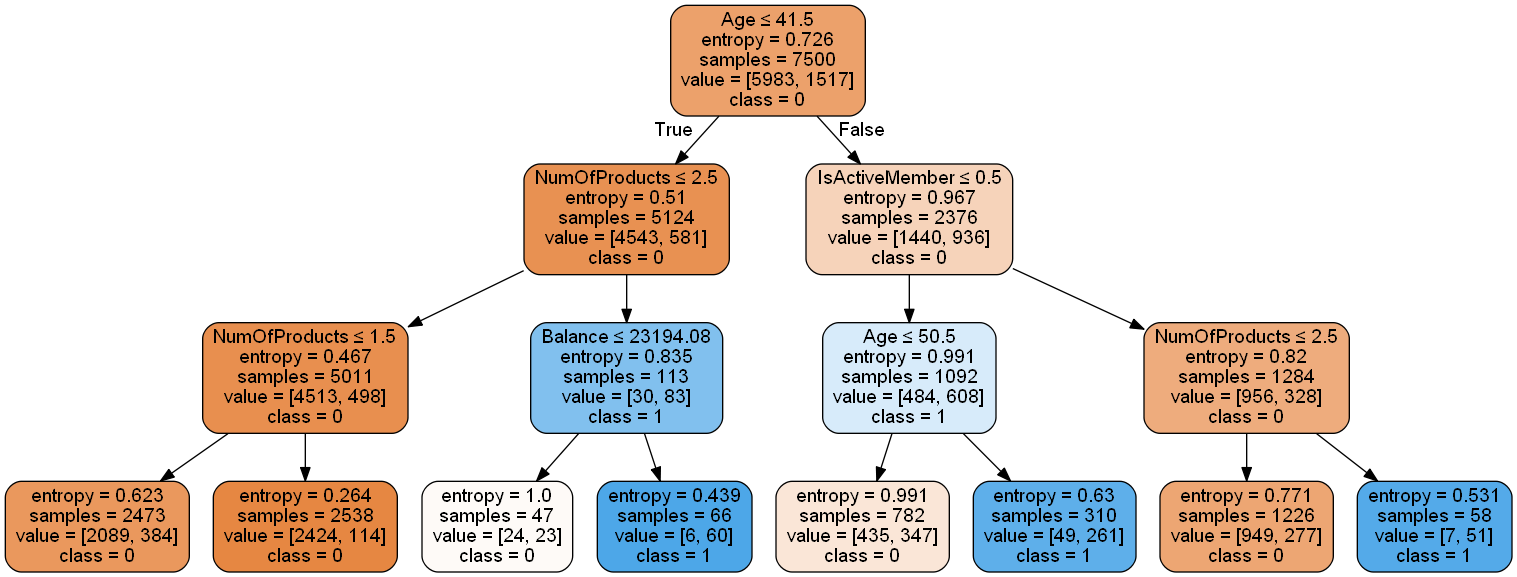 Age ≤ 41.5
entropy = 0.726
samples = 7500
value = [5983, 1517]
class = 0
True
False
NumOfProducts ≤ 2.5
entropy = 0.51
samples = 5124
value = [4543, 581]
class = 0
IsActiveMember ≤ 0.5
entropy = 0.967
samples = 2376
value = [1440, 936]
class = 0
NumOfProducts ≤ 1.5
entropy = 0.467
samples = 5011
value = [4513, 498]
class = 0
Balance ≤ 23194.08
entropy = 0.835
samples = 113
value = [30, 83]
class = 1
Age ≤ 50.5
entropy = 0.991
samples = 1092
value = [484, 608]
class = 1
NumOfProducts ≤ 2.5
entropy = 0.82
samples = 1284
value = [956, 328]
class = 0
entropy = 0.623
samples = 2473
value = [2089, 384]
class = 0
entropy = 0.264
samples = 2538
value = [2424, 114]
class = 0
entropy = 1.0
samples = 47
value = [24, 23]
class = 0
entropy = 0.439
samples = 66
value = [6, 60]
class = 1
entropy = 0.991
samples = 782
value = [435, 347]
class = 0
entropy = 0.63
samples = 310
value = [49, 261]
class = 1
entropy = 0.771
samples = 1226
value = [949, 277]
class = 0
entropy = 0.531
samples = 58
value = [7, 51]
class = 1